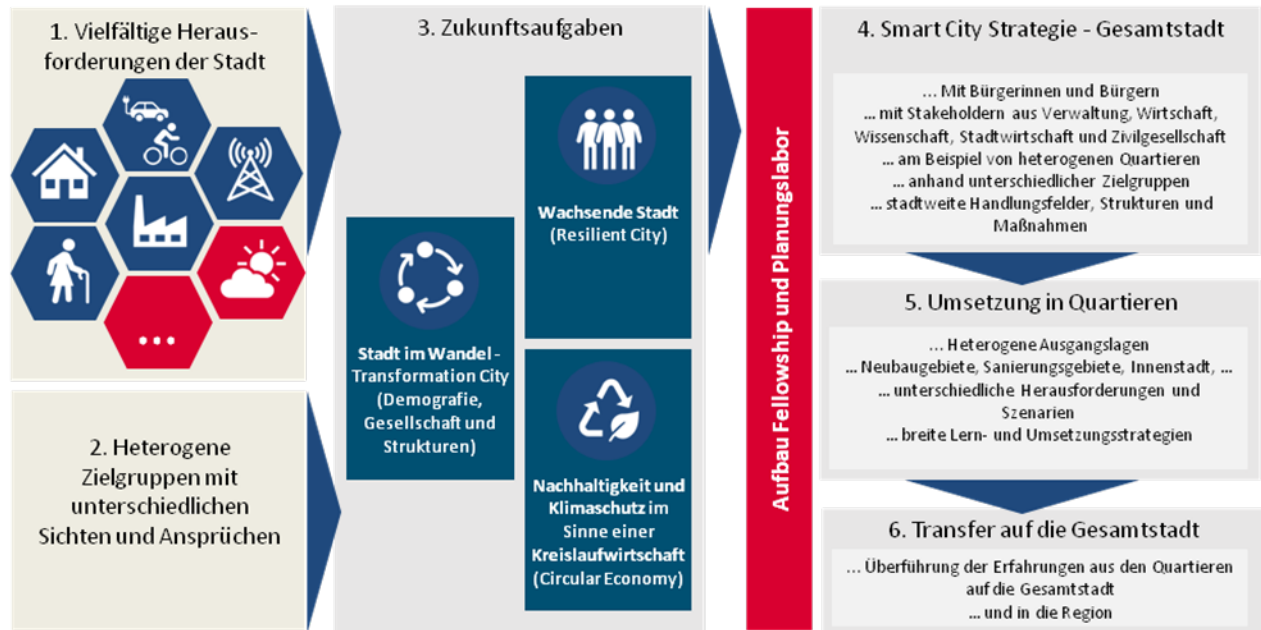 1. Vielfältige Heraus-
forderungen der Stadt
...
2. Heterogene
Zielgruppen mit
unterschiedlichen
Sichten und Ansprüchen
3. Zukunftsaufgaben
Stadt im Wandel -
Transformation City
(Demografie,
Gesellschaft und
Strukturen)
Wachsende Stadt
(Resilient City)
Nachhaltigkeit und
Klimaschutz im
Sinne einer
Kreislaufwirtschaft
(Circular Economy)
Aufbau Fellowship und Planungslabor
4. Smart City Strategie - Gesamtstadt
... Mit Bürgerinnen und Bürgern
... mit Stakeholdern aus Verwaltung, Wirtschaft,
Wissenschaft, Stadtwirtschaft und Zivilgesellschaft
... am Beispiel von heterogenen Quartieren
... anhand unterschiedlicher Zielgruppen
... stadtweite Handlungsfelder, Strukturen und
Maßnahmen
5. Umsetzung in Quartieren
... Heterogene Ausgangslagen
... Neubaugebiete, Sanierungsgebiete, Innenstadt, ...
... unterschiedliche Herausforderungen und
Szenarien
... breite Lern- und Umsetzungsstrategien
6. Transfer auf die Gesamtstadt
... Überführung der Erfahrungen aus den Quartieren
auf die Gesamtstadt
... und in die Region